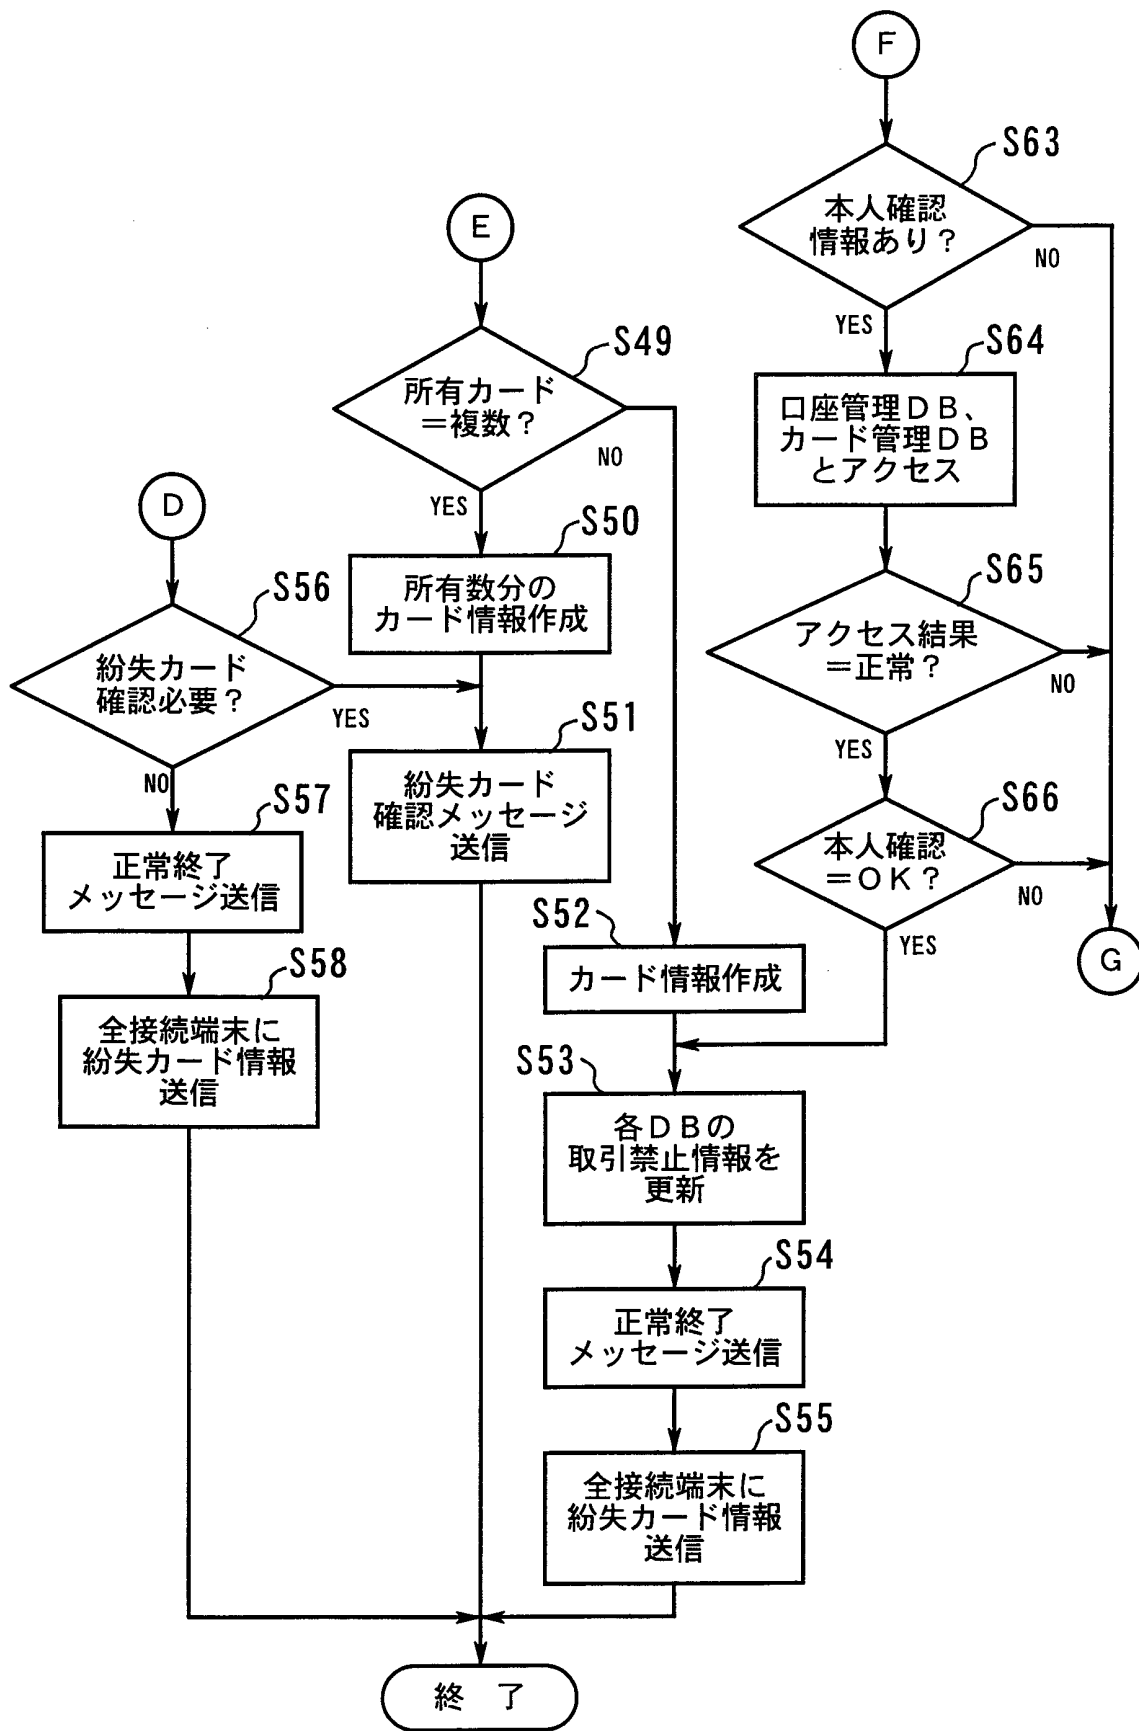 F
S63
本人確認
情報あり？
NO
YES
S64
口座管理ＤＢ、
カード管理ＤＢ
とアクセス
S65
アクセス結果
＝正常？
NO
YES
S66
本人確認
＝ＯＫ？
NO
YES
G
E
S49
所有カード
＝複数？
NO
YES
S50
所有数分の
カード情報作成
S51
紛失カード
確認メッセージ
送信
D
S56
紛失カード
確認必要？
YES
NO
S57
正常終了
メッセージ送信
S58
全接続端末に
紛失カード情報
送信
S52
カード情報作成
S53
各ＤＢの
取引禁止情報を
更新
S54
正常終了
メッセージ送信
S55
全接続端末に
紛失カード情報
送信
終　了